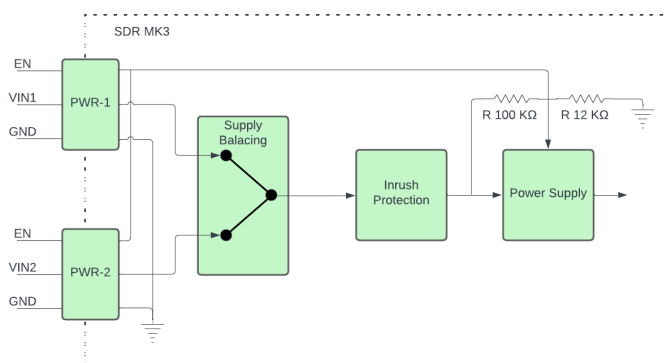 SDR MK3
EN
VIN1
GND
PWR-1
Supply
Balacing
R 100 KΩ
R 12 KΩ
Inrush
Protection
Power Supply
EN
VIN2
GND
PWR-2